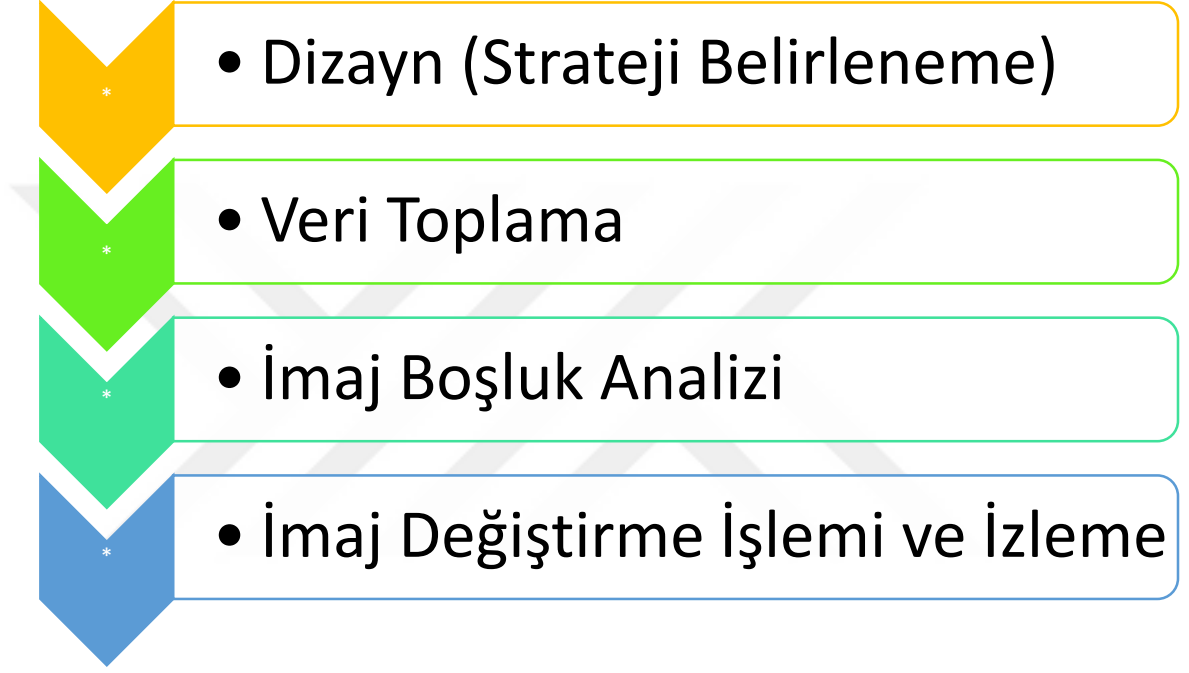 * • Dizayn (Strateji Belirleneme)
* • Veri Toplama
* • İmaj Boşluk Analizi
* • İmaj Değiştirme İşlemi ve İzleme